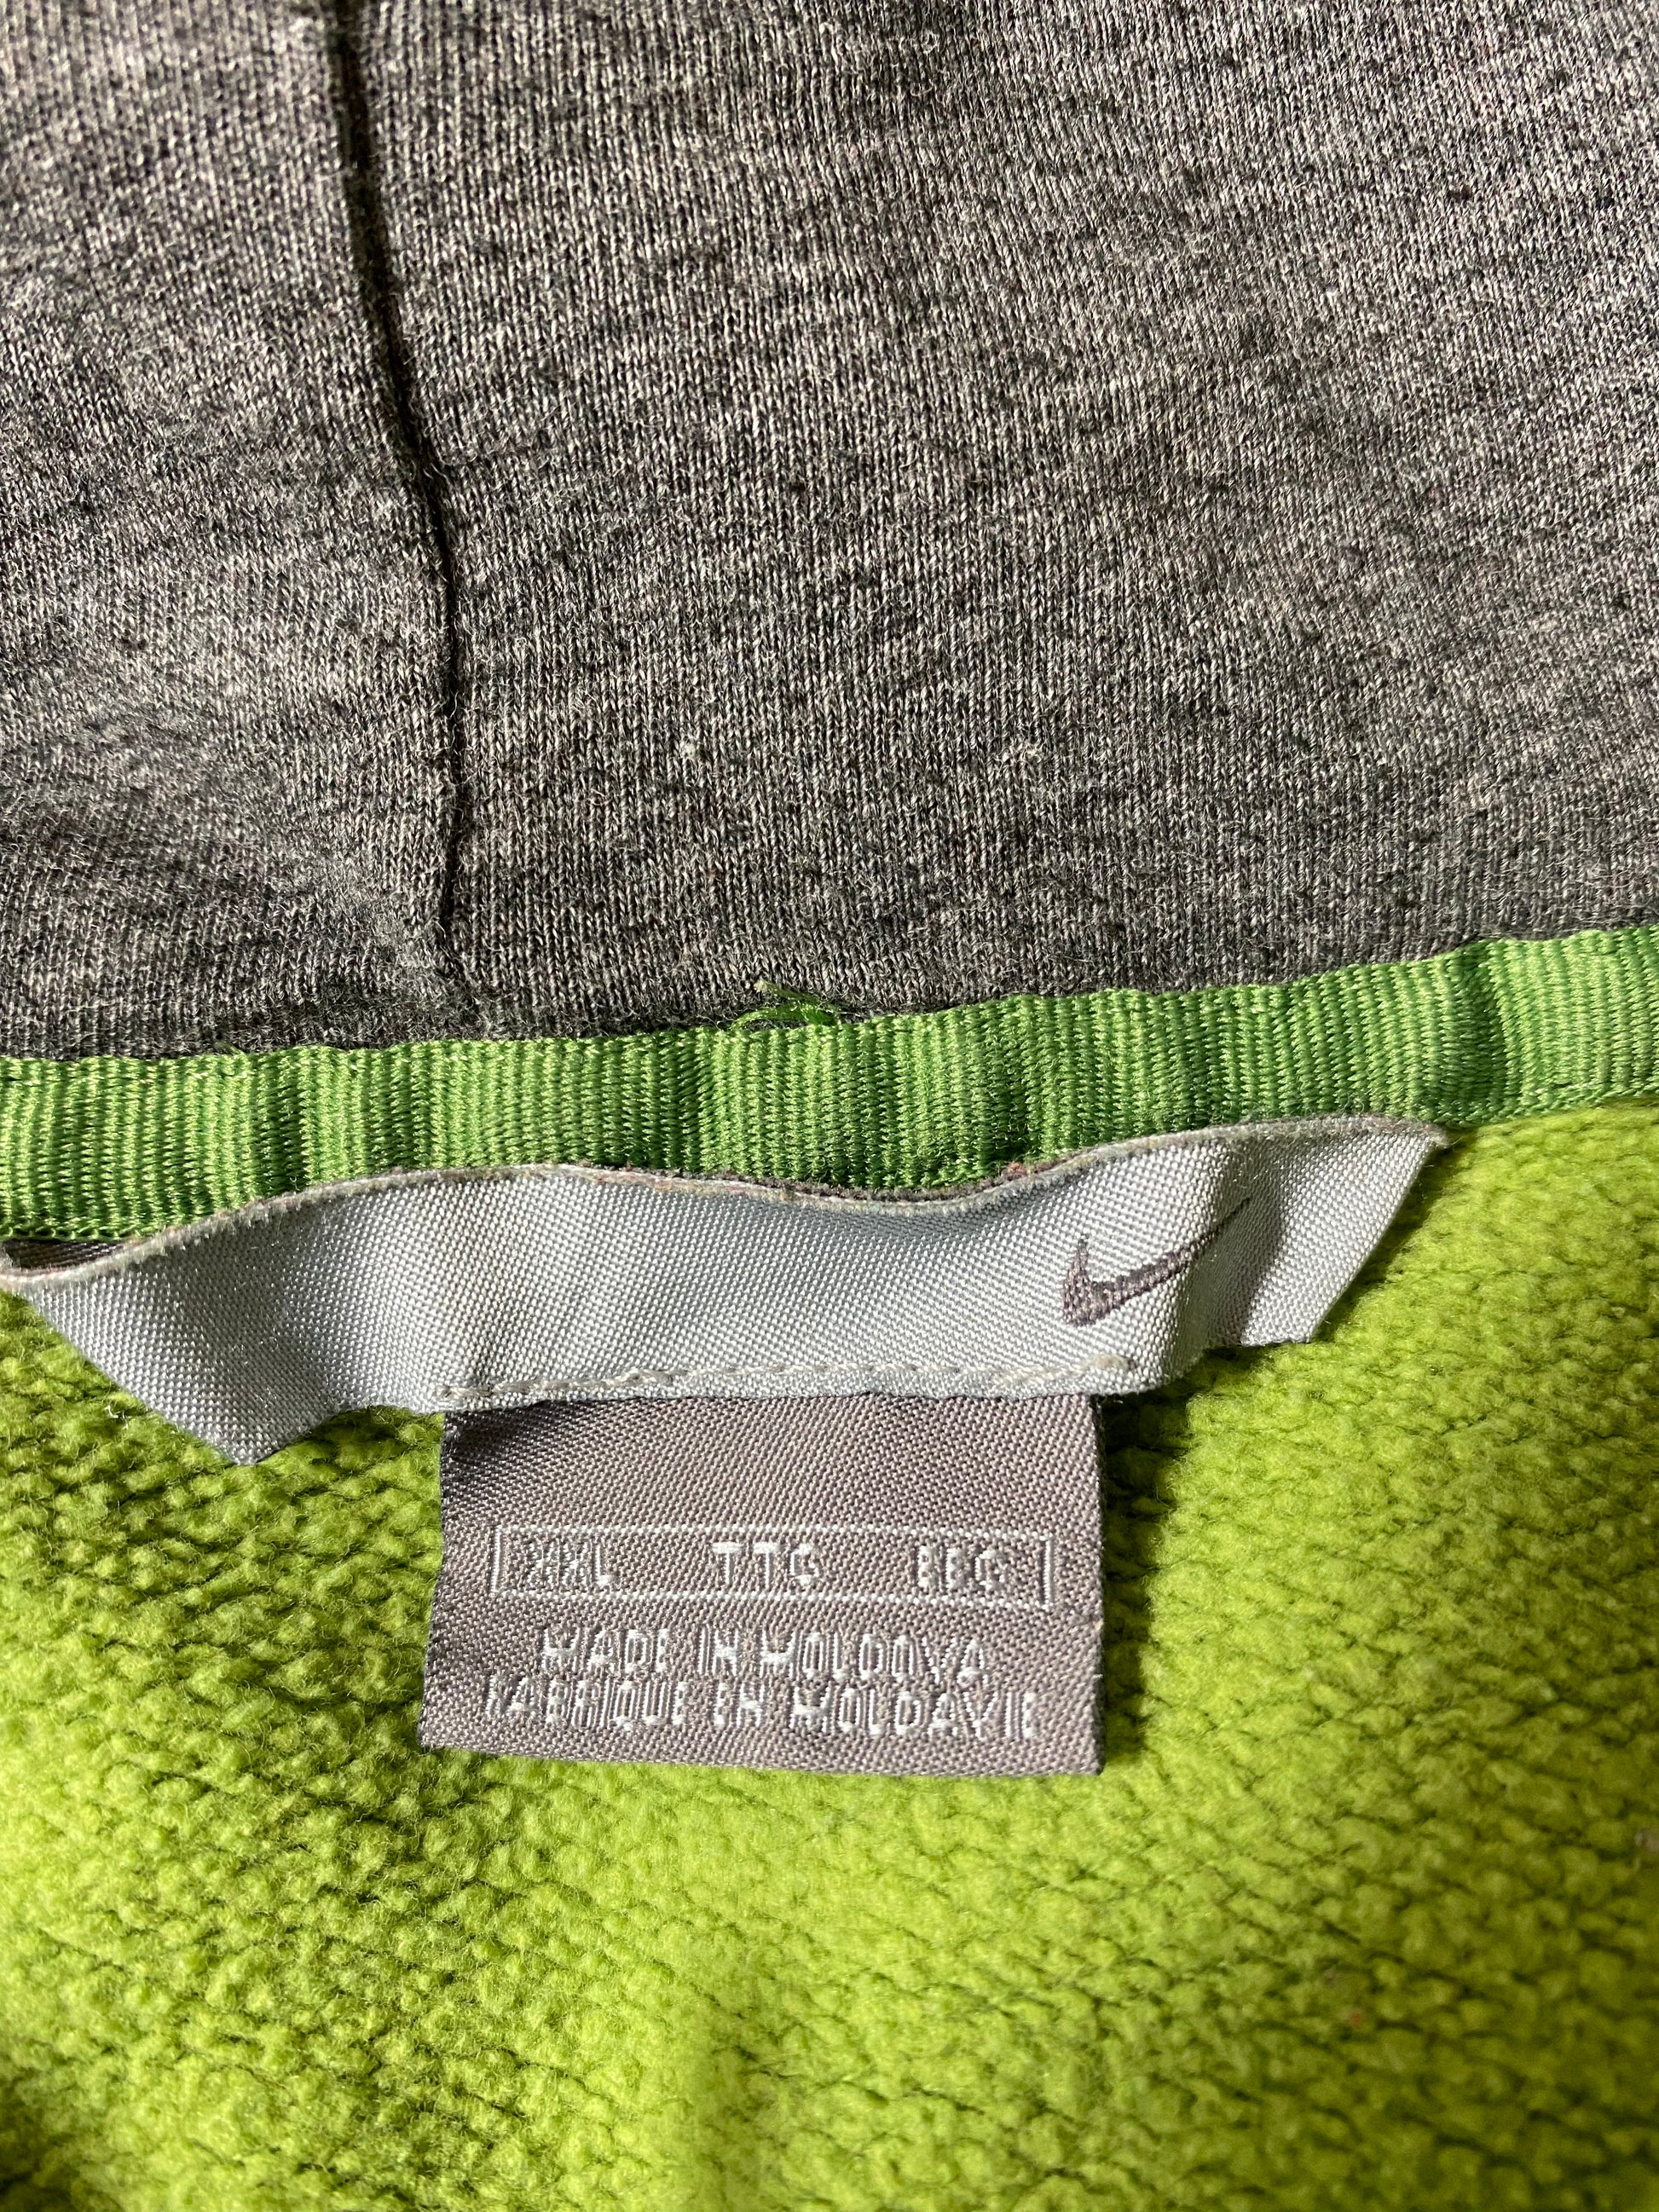 XXL TTG EEG
MADE IN MOLDOVA
FABRIQUE EN MOLDAVIE